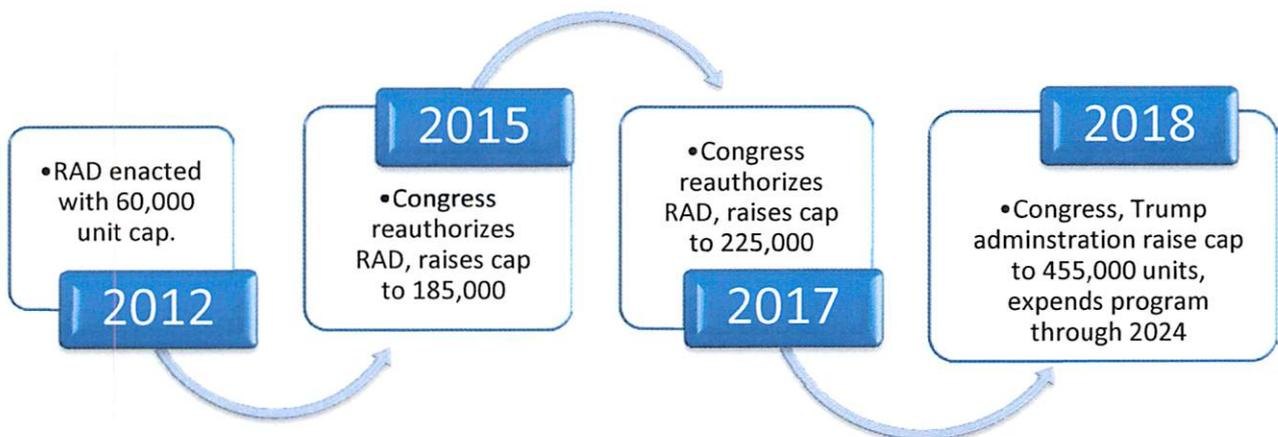 •RAD enacted
with 60,000
unit cap.
2012
2015
•Congress
reauthorizes
RAD, raises cap
to 185,000
•Congress
reauthorizes
RAD, raises cap
to 225,000
2017
2018
•Congress, Trump
adminstration raise cap
to 455,000 units,
expends program
through 2024